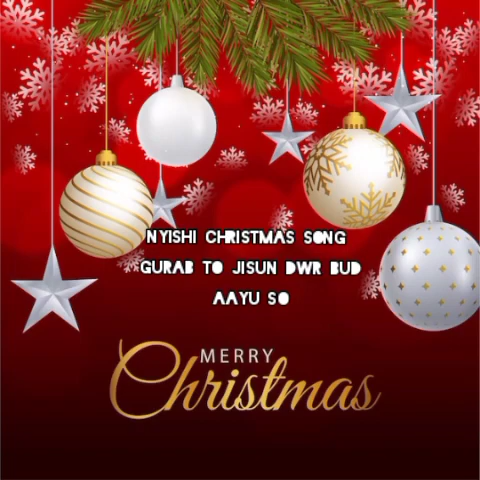 NYISHI CHRISTMAS SONG
GURAB TO JISUN DWR BUD
AAYU SO
MERRY
Christmas